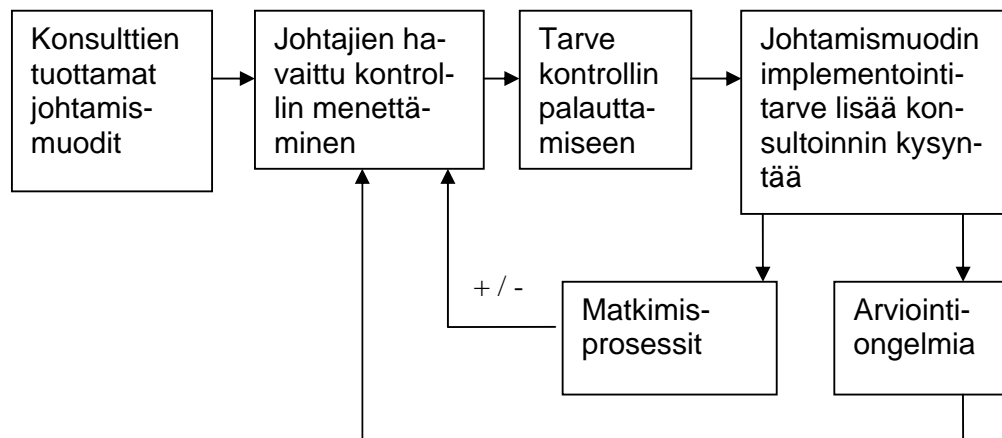 Konsulttien
tuottamat
johtamis-
muodit
Johtajien ha-
vaittu kontrol-
lin menettä-
minen
Tarve
kontrollin
palautta-
miseen
Johtamismuodin
implementointi-
tarve lisää kon-
sultoinnin kysyn-
tää
+ / -
Matkimis-
prosessit
Arviointi-
ongelmia